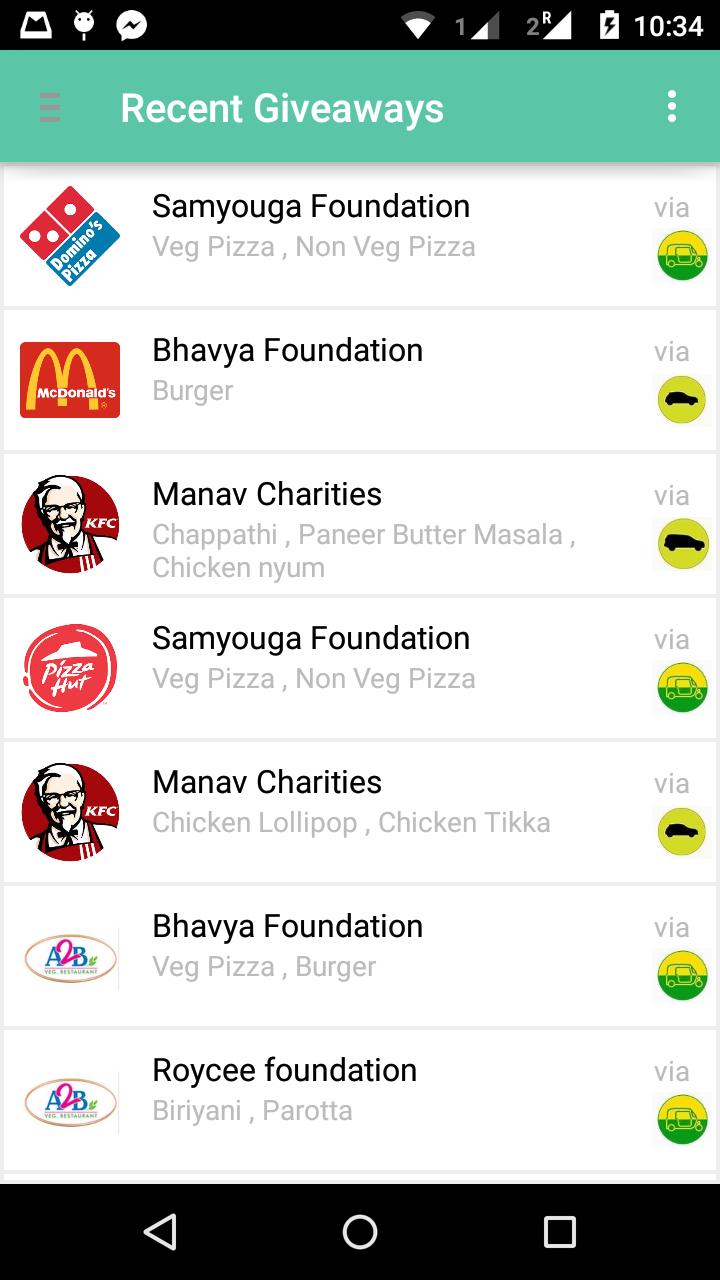 1 2 R 10:34
Recent Giveaways
Domino's
Pizza
Samyouga Foundation
Veg Pizza , Non Veg Pizza
via
McDonald's
Bhavya Foundation
Burger
via
KFC
Manav Charities
Chappathi , Paneer Butter Masala ,
Chicken nyum
via
Pizza
Hut
Samyouga Foundation
Veg Pizza , Non Veg Pizza
via
KFC
Manav Charities
Chicken Lollipop , Chicken Tikka
via
A2B
VEG. RESTAURANT
Bhavya Foundation
Veg Pizza , Burger
via
A2B
VEG. RESTAURANT
Roycee foundation
Biriyani , Parotta
via